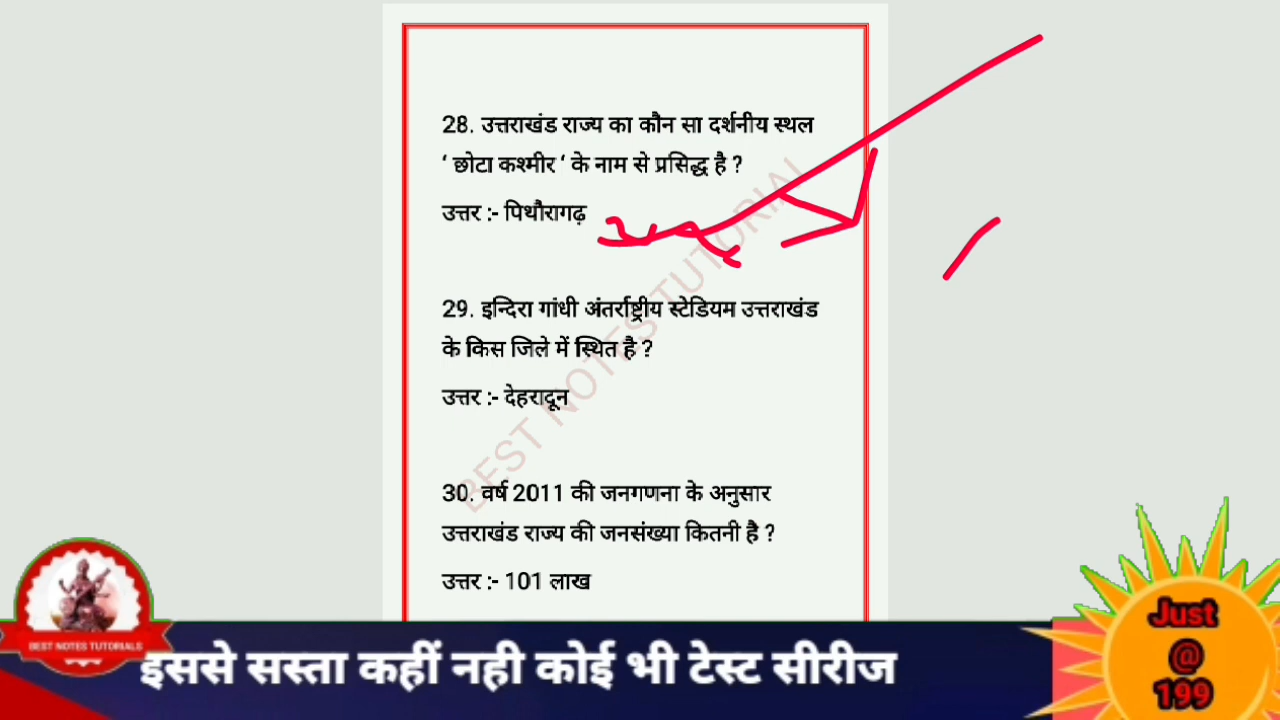 28. उत्तराखंड राज्य का कौन सा दर्शनीय स्थल
‘ छोटा कश्मीर ‘ के नाम से प्रसिद्ध है ?
उत्तर :- पिथौरागढ़
29. इन्दिरा गांधी अंतर्राष्ट्रीय स्टेडियम उत्तराखंड
के किस जिले में स्थित है ?
उत्तर :- देहरादून
30. वर्ष 2011 की जनगणना के अनुसार
उत्तराखंड राज्य की जनसंख्या कितनी है ?
उत्तर :- 101 लाख
BEST NOTES TUTORIAL
BEST NOTES TUTORIALS
इससे सस्ता कहीं नही कोई भी टेस्ट सीरीज
Just
@
199